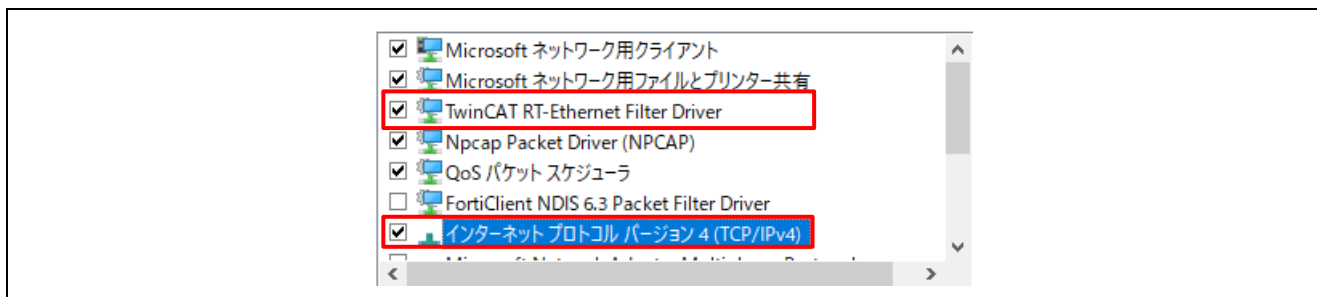 Microsoft ネットワーク用クライアント
Microsoft ネットワーク用ファイルとプリンター共有
TwinCAT RT-Ethernet Filter Driver
Npcap Packet Driver (NPCAP)
QoS パケット スケジューラ
FortiClient NDIS 6.3 Packet Filter Driver
インターネット プロトコル バージョン 4 (TCP/IPv4)